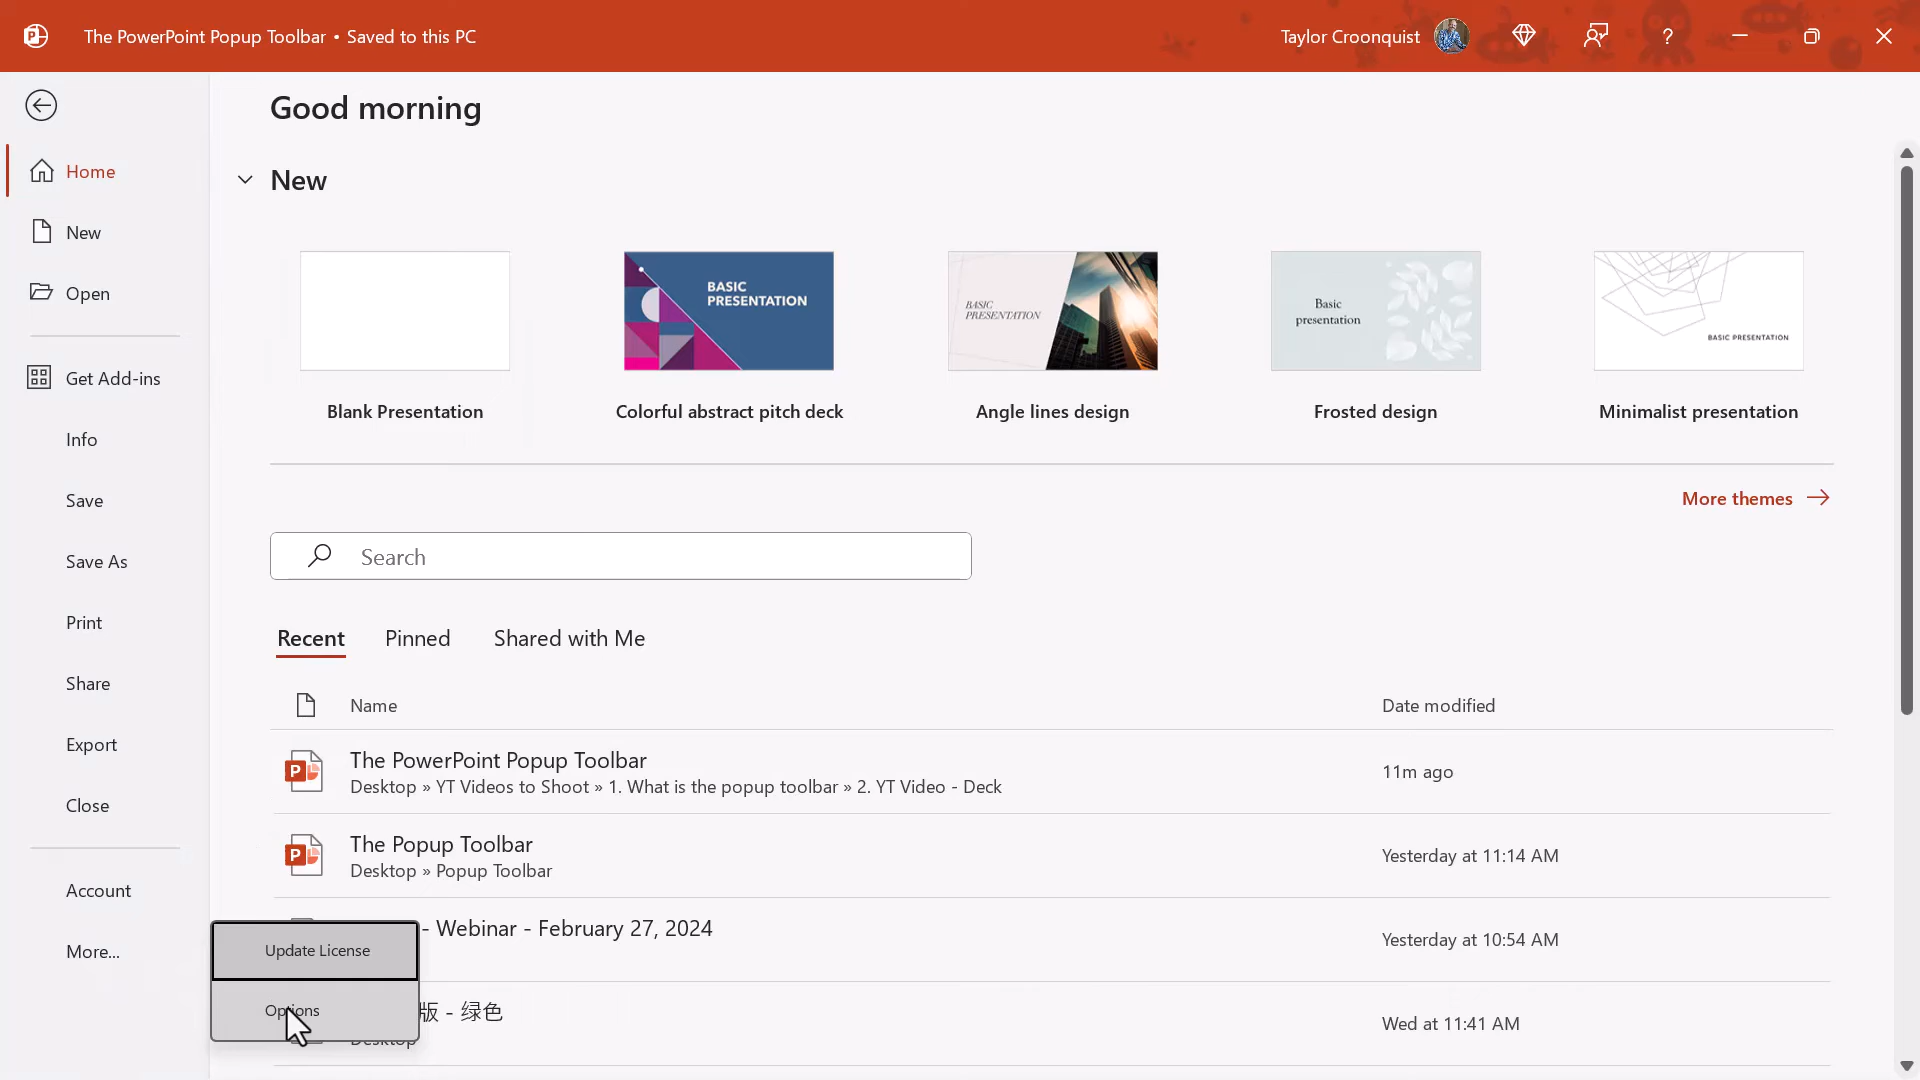 The PowerPoint Popup Toolbar • Saved to this PC
Taylor Croonquist
?
Home
New
Open
Get Add-ins
Info
Save
Save As
Print
Share
Export
Close
Account
More...
Update License
Options
Good morning
New
BASIC
PRESENTATION
BASIC
PRESENTATION
Basic
presentation
BASIC PRESENTATION
Blank Presentation
Colorful abstract pitch deck
Angle lines design
Frosted design
Minimalist presentation
More themes
Search
Recent
Pinned
Shared with Me
Name
Date modified
The PowerPoint Popup Toolbar
Desktop » YT Videos to Shoot » 1. What is the popup toolbar » 2. YT Video - Deck
11m ago
The Popup Toolbar
Desktop » Popup Toolbar
Yesterday at 11:14 AM
- Webinar - February 27, 2024
Yesterday at 10:54 AM
版 - 绿色
Desktop
Wed at 11:41 AM